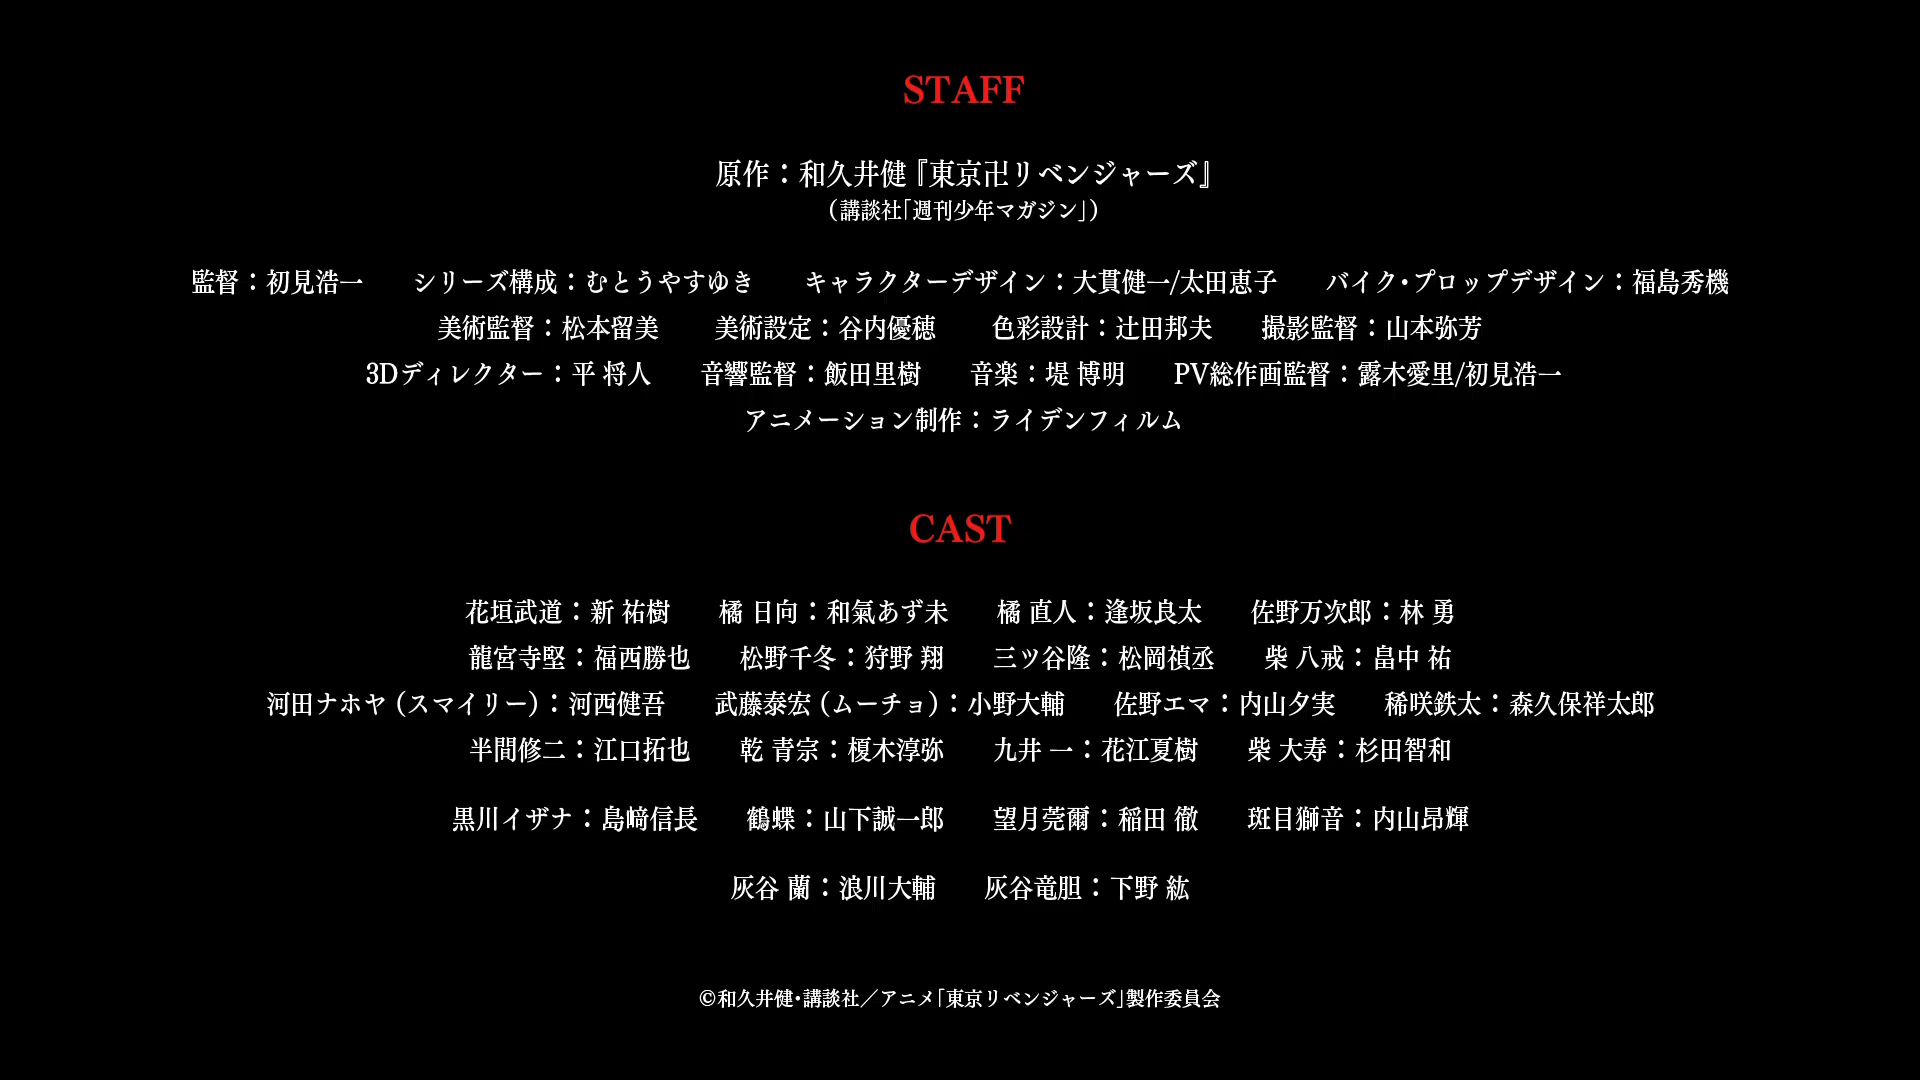 STAFF
原作：和久井健『東京卍リベンジャーズ』
（講談社「週刊少年マガジン」）
監督：初見浩一　シリーズ構成：むとうやすゆき　キャラクターデザイン：大貫健一/太田恵子　バイク・プロップデザイン：福島秀機
美術監督：松本留美　美術設定：谷内優穂　色彩設計：辻田邦夫　撮影監督：山本弥芳
3Dディレクター：平 将人　音響監督：飯田里樹　音楽：堤 博明　PV総作画監督：露木愛里/初見浩一
アニメーション制作：ライデンフィルム
CAST
花垣武道：新 祐樹　橘 日向：和氣あず未　橘 直人：逢坂良太　佐野万次郎：林 勇
龍宮寺堅：福西勝也　松野千冬：狩野 翔　三ツ谷隆：松岡禎丞　柴 八戒：畠中 祐
河田ナホヤ（スマイリー）：河西健吾　武藤泰宏（ムーチョ）：小野大輔　佐野エマ：内山夕実　稀咲鉄太：森久保祥太郎
半間修二：江口拓也　乾 青宗：榎木淳弥　九井 一：花江夏樹　柴 大寿：杉田智和
黒川イザナ：島﨑信長　鶴蝶：山下誠一郎　望月莞爾：稲田 徹　斑目獅音：内山昂輝
灰谷 蘭：浪川大輔　灰谷竜胆：下野 紘
©和久井健・講談社／アニメ「東京リベンジャーズ」製作委員会